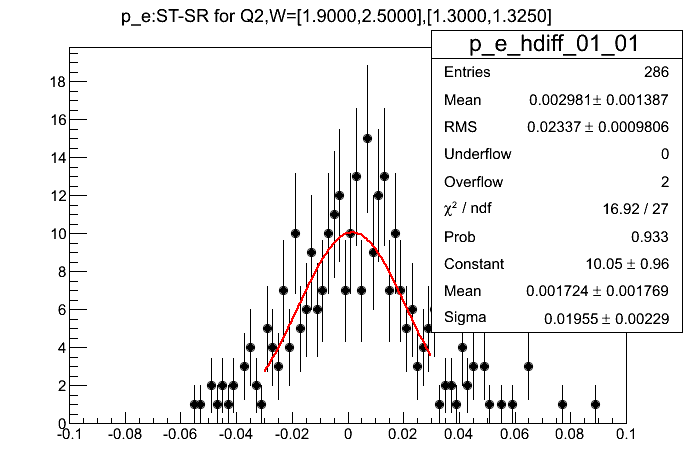 p_e:ST-SR for Q2,W=[1.9000,2.5000],[1.3000,1.3250]
p_e_hdiff_01_01
Entries 286
Mean 0.002981 ± 0.001387
RMS 0.02337 ± 0.0009806
Underflow 0
Overflow 2
χ² / ndf 16.92 / 27
Prob 0.933
Constant 10.05 ± 0.96
Mean 0.001724 ± 0.001769
Sigma 0.01955 ± 0.00229
18
16
14
12
10
8
6
4
2
0
-0.1 -0.08 -0.06 -0.04 -0.02 0 0.02 0.04 0.06 0.08 0.1